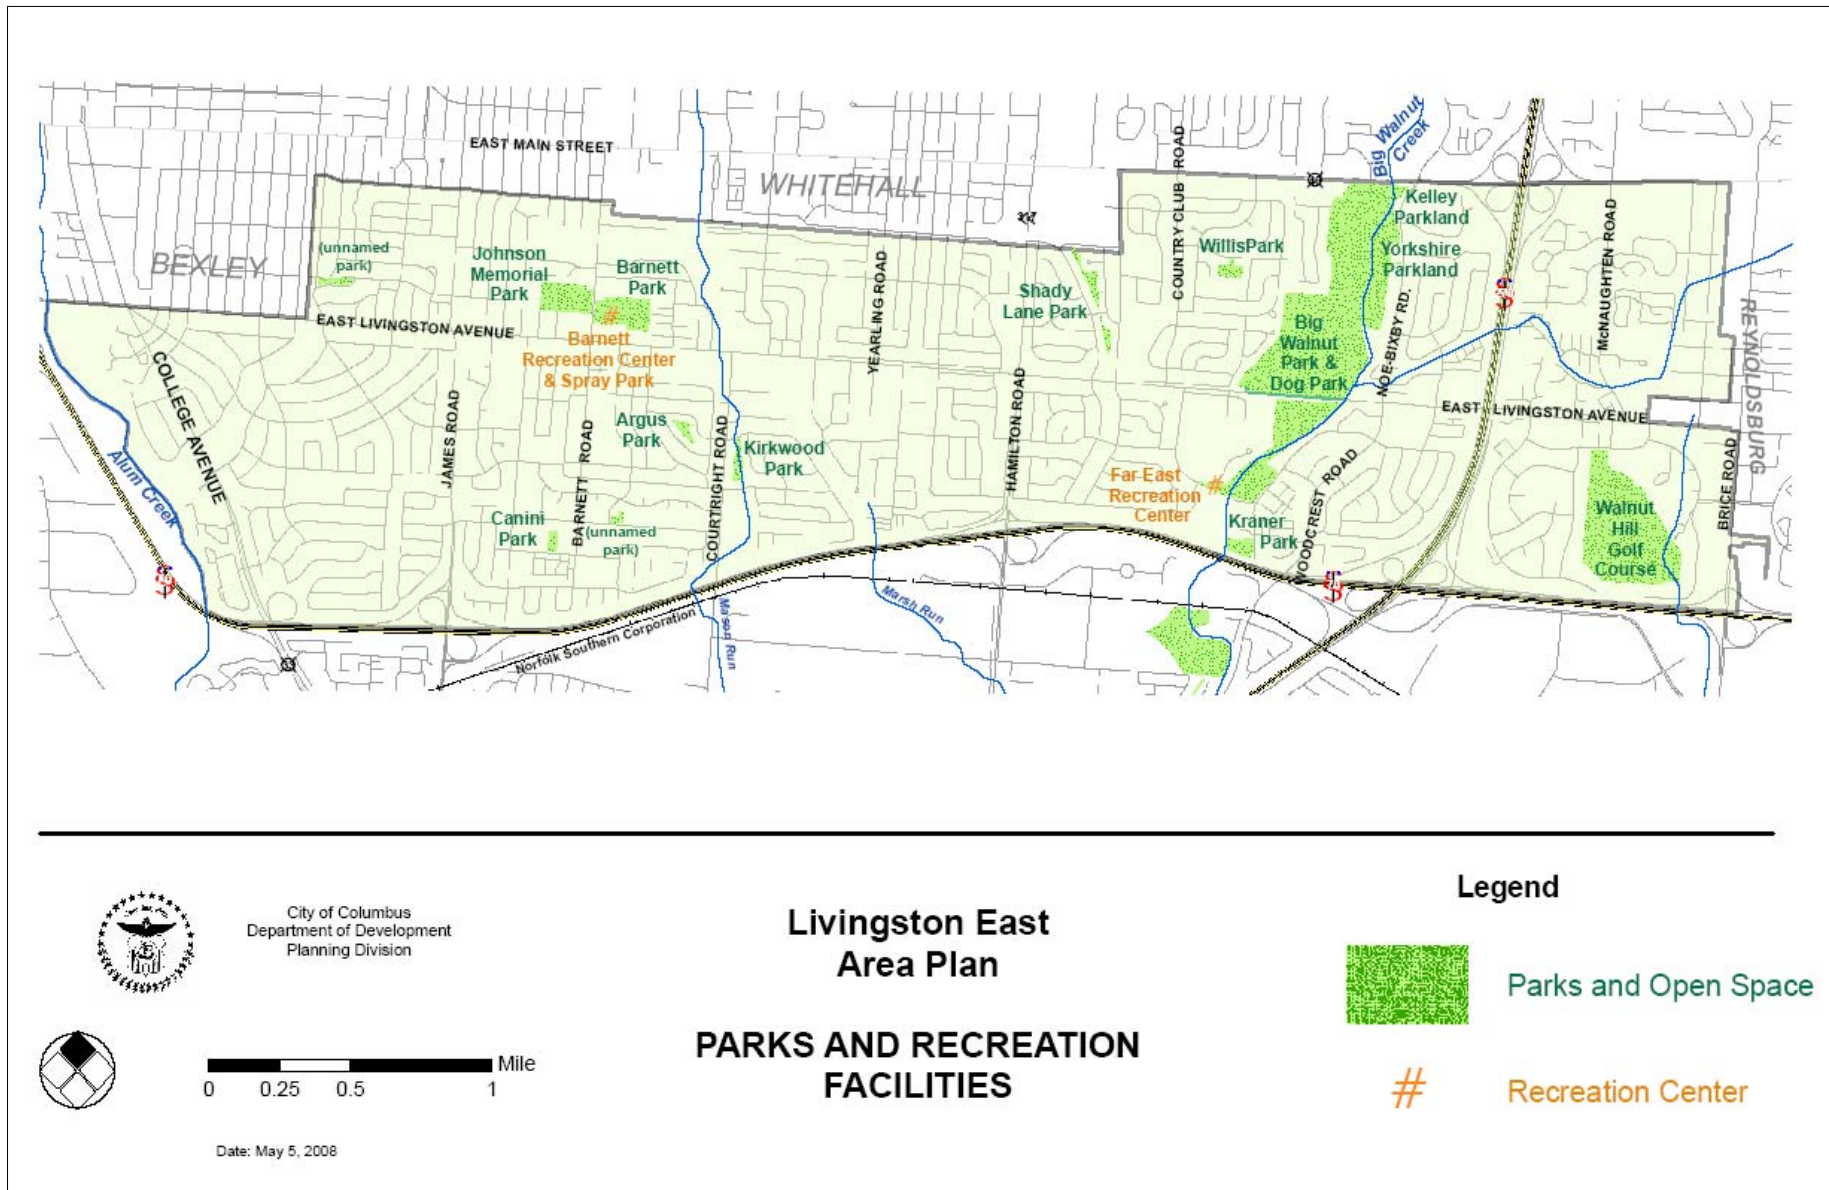 EAST MAIN STREET
WHITEHALL
BEXLEY
COUNTRY CLUB ROAD
Big Walnut
Creek
Kelley
Parkland
Yorkshire
Parkland
WillisPark
McNAUGHTEN ROAD
(unnamed
park)
Johnson
Memorial
Park
Barnett
Park
#
Barnett
Recreation Center
& Spray Park
YEARLING ROAD
Shady
Lane Park
Big
Walnut
Park &
Dog Park
NOE-BIXBY RD.
REYNOLDSBURG
EAST LIVINGSTON AVENUE
COLLEGE AVENUE
JAMES ROAD
Argus
Park
BARNETT ROAD
COURTRIGHT ROAD
Kirkwood
Park
HAMILTON ROAD
EAST LIVINGSTON AVENUE
BRICE ROAD
Alum Creek
Far East
Recreation
Center
#
WOODCREST ROAD
Walnut
Hill
Golf
Course
Canini
Park
(unnamed
park)
Kraner
Park
Norfolk Southern Corporation
Mason Run
Marsh Run
City of Columbus
Department of Development
Planning Division
Livingston East
Area Plan
PARKS AND RECREATION
FACILITIES
Legend
Parks and Open Space
#
Recreation Center
Mile
0 0.25 0.5 1
Date: May 5, 2008